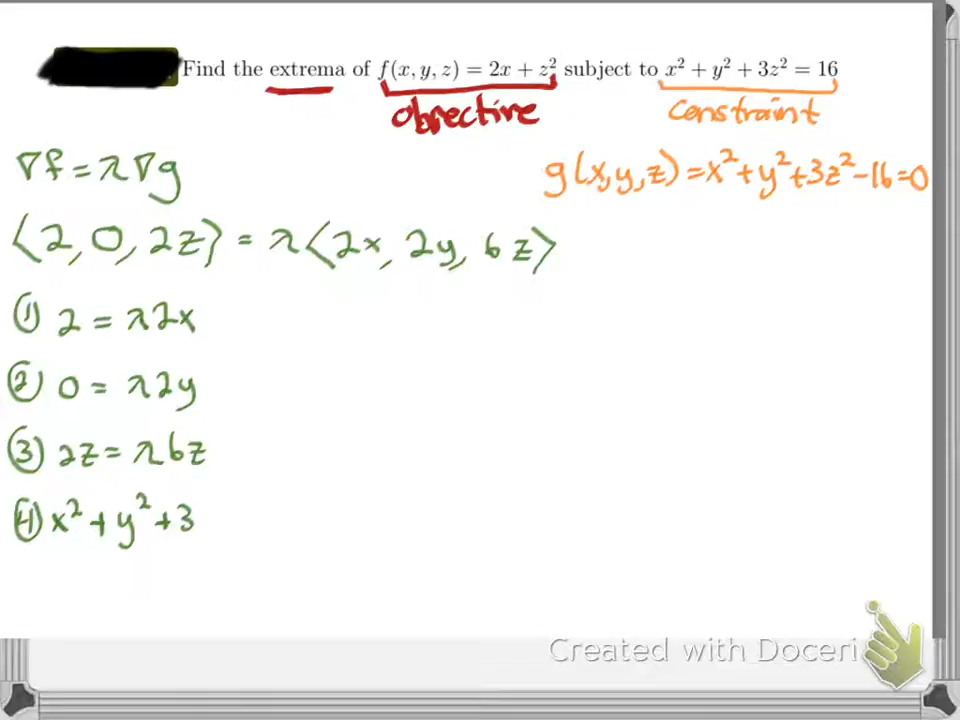 Find the extrema of f(x, y, z) = 2x + z² subject to x² + y² + 3z² = 16
objective constraint
∇f = λ∇g
g(x,y,z) = x² + y² + 3z² - 16 = 0
⟨2, 0, 2z⟩ = λ⟨2x, 2y, 6z⟩
① 2 = λ2x
② 0 = λ2y
③ 2z = λ6z
④ x² + y² + 3
Created with Doceri